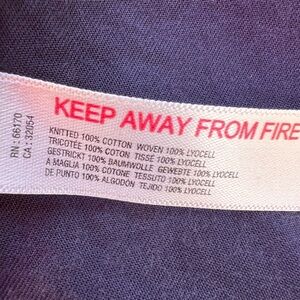 RN : 66170
CA : 32054
KEEP AWAY FROM FIRE
KNITTED 100% COTTON WOVEN 100% LYOCELL
TRICOTÉE 100% COTON TISSÉ 100% LYOCELL
GESTRICKT 100% BAUMWOLLE GEWEBTE 100% LYOCELL
A MAGLIA 100% COTONE TESSUTO 100% LYOCELL
DE PUNTO 100% ALGODÓN TEJIDO 100% LYOCELL